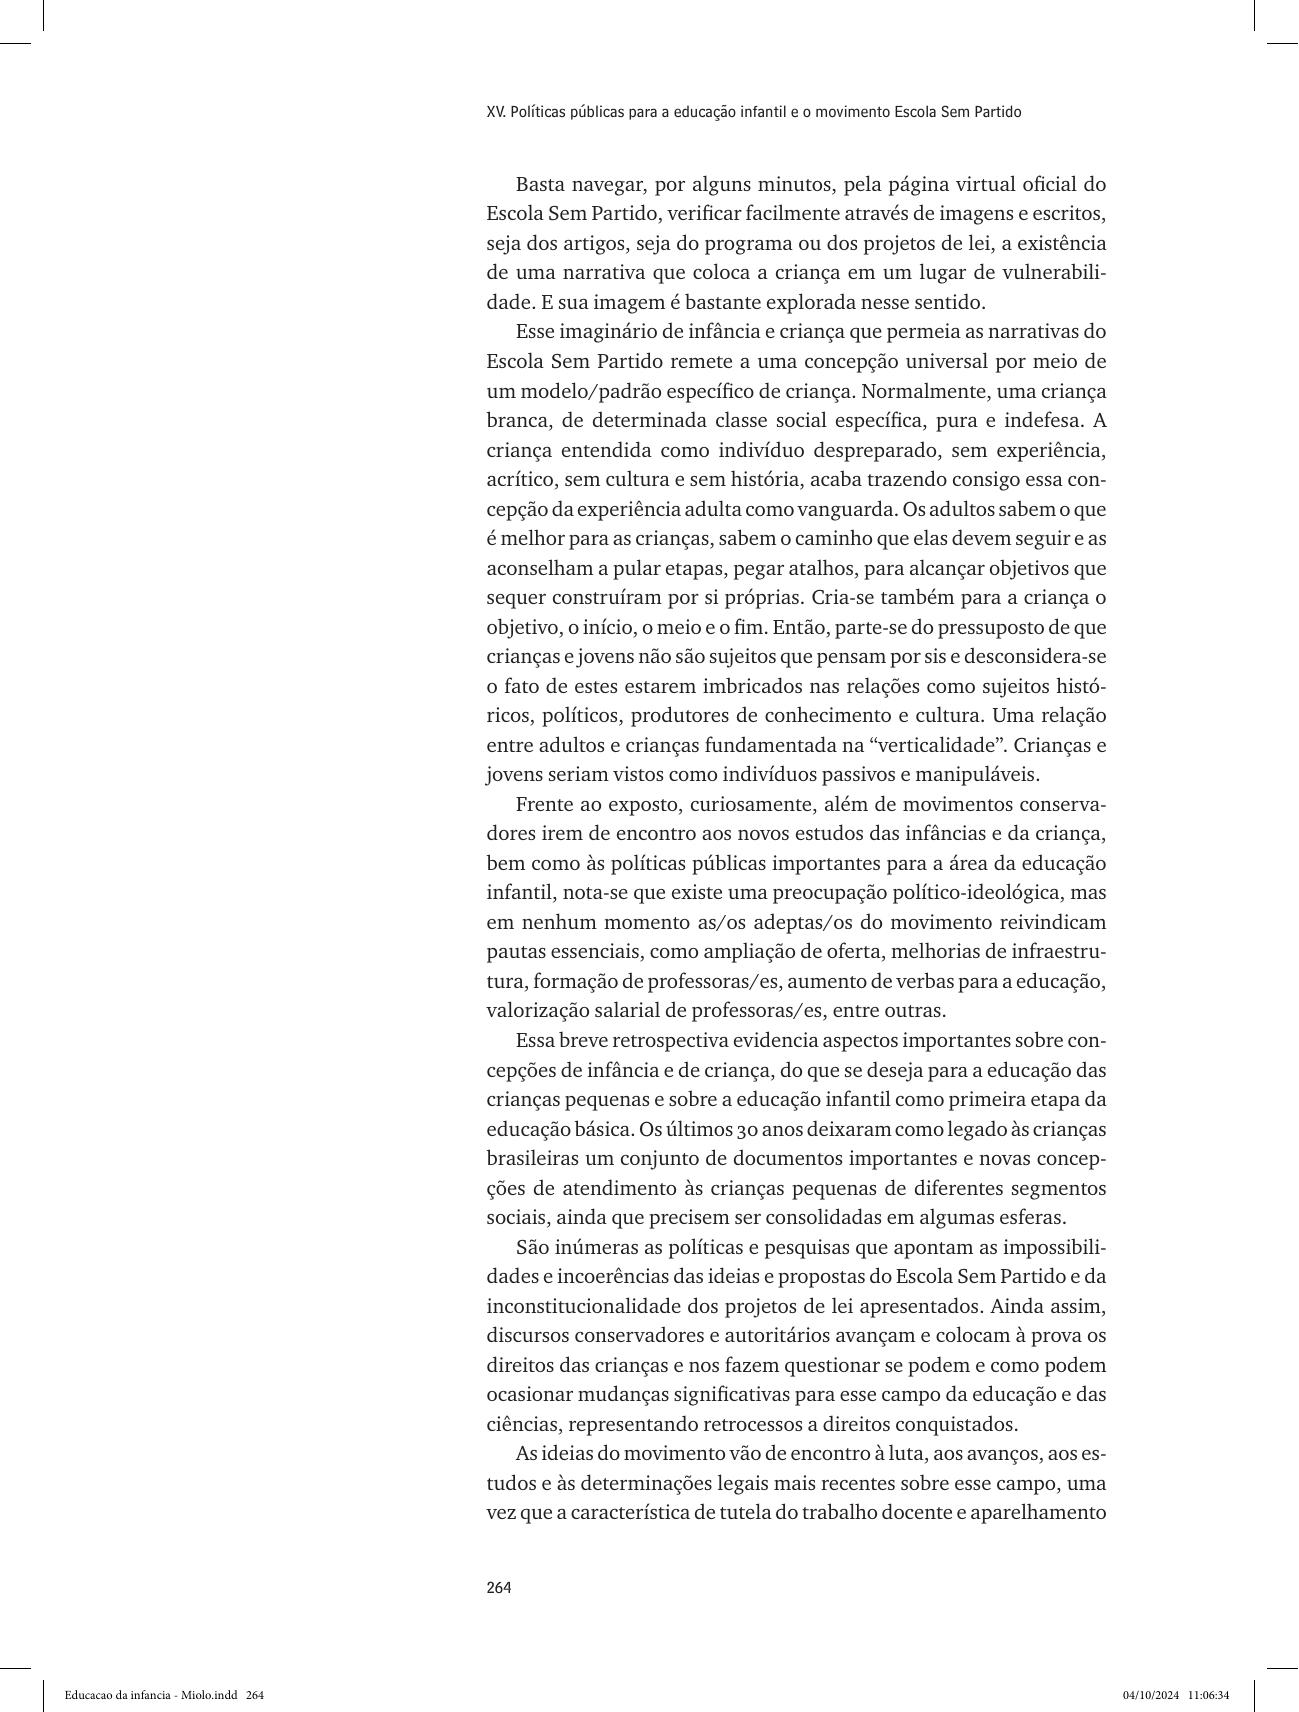 XV. Políticas públicas para a educação infantil e o movimento Escola Sem Partido
Basta navegar, por alguns minutos, pela página virtual oficial do
Escola Sem Partido, verificar facilmente através de imagens e escritos,
seja dos artigos, seja do programa ou dos projetos de lei, a existência
de uma narrativa que coloca a criança em um lugar de vulnerabili-
dade. E sua imagem é bastante explorada nesse sentido.
Esse imaginário de infância e criança que permeia as narrativas do
Escola Sem Partido remete a uma concepção universal por meio de
um modelo/padrão específico de criança. Normalmente, uma criança
branca, de determinada classe social específica, pura e indefesa. A
criança entendida como indivíduo despreparado, sem experiência,
acrítico, sem cultura e sem história, acaba trazendo consigo essa con-
cepção da experiência adulta como vanguarda. Os adultos sabem o que
é melhor para as crianças, sabem o caminho que elas devem seguir e as
aconselham a pular etapas, pegar atalhos, para alcançar objetivos que
sequer construíram por si próprias. Cria-se também para a criança o
objetivo, o início, o meio e o fim. Então, parte-se do pressuposto de que
crianças e jovens não são sujeitos que pensam por sis e desconsidera-se
o fato de estes estarem imbricados nas relações como sujeitos histó-
ricos, políticos, produtores de conhecimento e cultura. Uma relação
entre adultos e crianças fundamentada na “verticalidade”. Crianças e
jovens seriam vistos como indivíduos passivos e manipuláveis.
Frente ao exposto, curiosamente, além de movimentos conserva-
dores irem de encontro aos novos estudos das infâncias e da criança,
bem como às políticas públicas importantes para a área da educação
infantil, nota-se que existe uma preocupação político-ideológica, mas
em nenhum momento as/os adeptas/os do movimento reivindicam
pautas essenciais, como ampliação de oferta, melhorias de infraestru-
tura, formação de professoras/es, aumento de verbas para a educação,
valorização salarial de professoras/es, entre outras.
Essa breve retrospectiva evidencia aspectos importantes sobre con-
cepções de infância e de criança, do que se deseja para a educação das
crianças pequenas e sobre a educação infantil como primeira etapa da
educação básica. Os últimos 30 anos deixaram como legado às crianças
brasileiras um conjunto de documentos importantes e novas concep-
ções de atendimento às crianças pequenas de diferentes segmentos
sociais, ainda que precisem ser consolidadas em algumas esferas.
São inúmeras as políticas e pesquisas que apontam as impossibili-
dades e incoerências das ideias e propostas do Escola Sem Partido e da
inconstitucionalidade dos projetos de lei apresentados. Ainda assim,
discursos conservadores e autoritários avançam e colocam à prova os
direitos das crianças e nos fazem questionar se podem e como podem
ocasionar mudanças significativas para esse campo da educação e das
ciências, representando retrocessos a direitos conquistados.
As ideias do movimento vão de encontro à luta, aos avanços, aos es-
tudos e às determinações legais mais recentes sobre esse campo, uma
vez que a característica de tutela do trabalho docente e aparelhamento
264
Educacao da infancia - Miolo.indd 264
04/10/2024 11:06:34